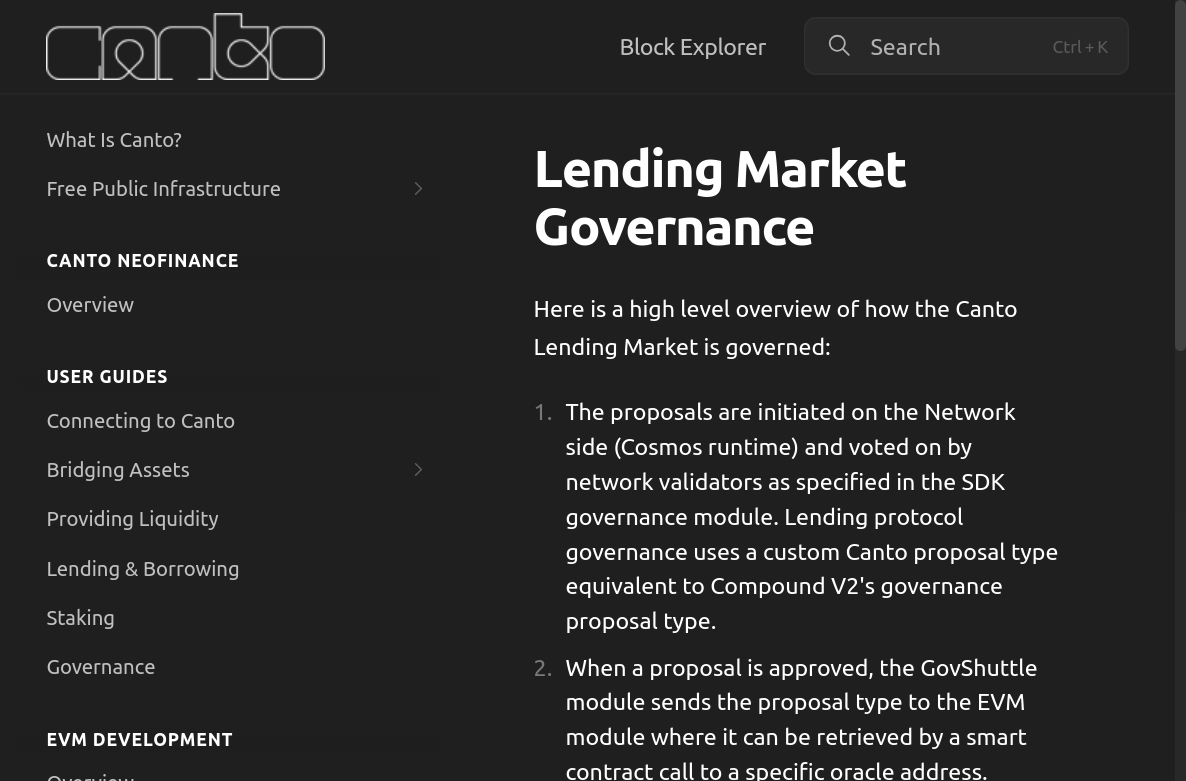 canto
Block Explorer
Search
Ctrl + K
What Is Canto?
Free Public Infrastructure
CANTO NEOFINANCE
Overview
USER GUIDES
Connecting to Canto
Bridging Assets
Providing Liquidity
Lending & Borrowing
Staking
Governance
EVM DEVELOPMENT
Overview
Lending Market
Governance
Here is a high level overview of how the Canto
Lending Market is governed:
1. The proposals are initiated on the Network
side (Cosmos runtime) and voted on by
network validators as specified in the SDK
governance module. Lending protocol
governance uses a custom Canto proposal type
equivalent to Compound V2's governance
proposal type.
2. When a proposal is approved, the GovShuttle
module sends the proposal type to the EVM
module where it can be retrieved by a smart
contract call to a specific oracle address.